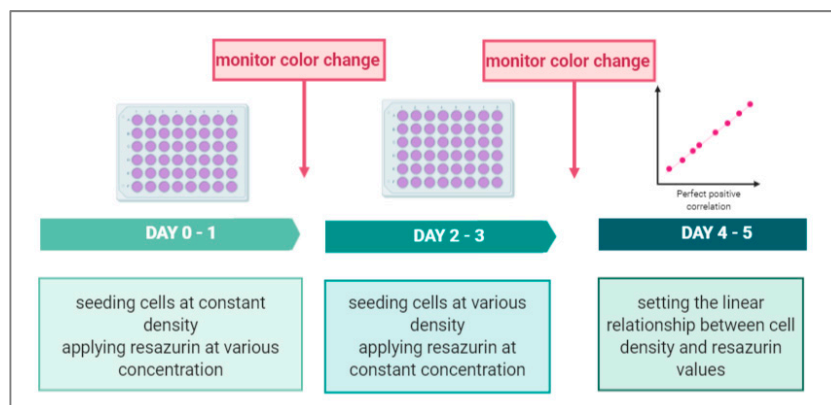 monitor color change
monitor color change
Perfect positive
correlation
DAY 0 - 1
DAY 2 - 3
DAY 4 - 5
seeding cells at constant
density
applying resazurin at various
concentration
seeding cells at various
density
applying resazurin at
constant concentration
setting the linear
relationship between cell
density and resazurin
values